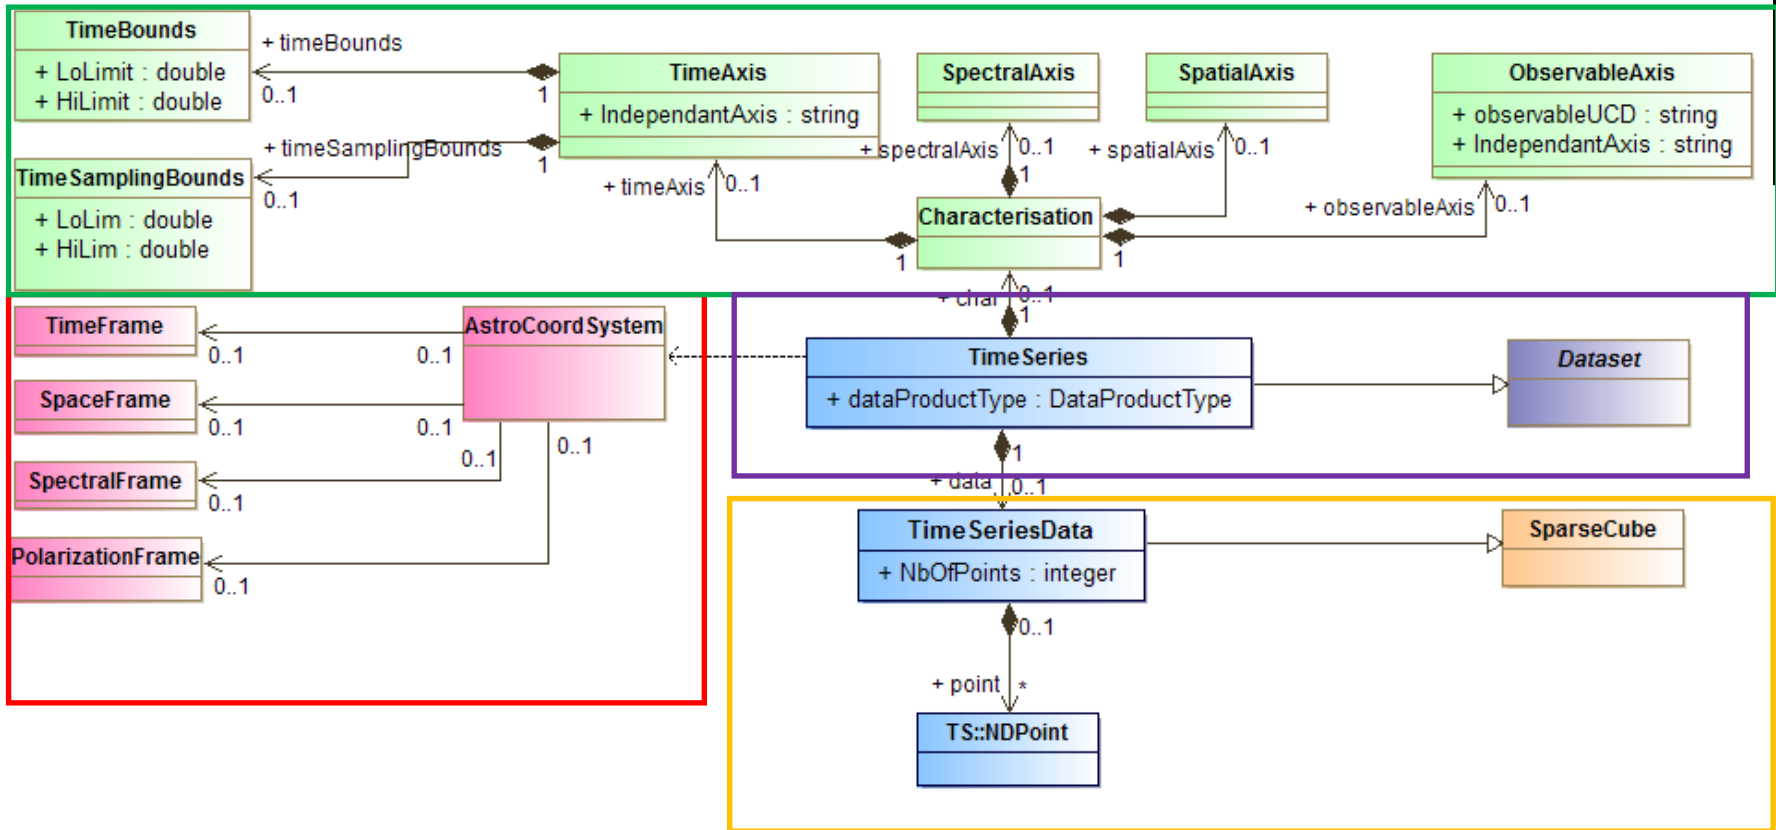 TimeBounds
+ LoLimit : double
+ HiLimit : double
+ timeBounds
0..1
1
TimeAxis
+ IndependantAxis : string
SpectralAxis
SpatialAxis
ObservableAxis
+ observableUCD : string
+ IndependantAxis : string
+ timeSamplingBounds
0..1
1
TimeSamplingBounds
+ LoLim : double
+ HiLim : double
+ timeAxis
0..1
+ spectralAxis
0..1
1
+ spatialAxis
0..1
+ observableAxis
0..1
Characterisation
1
1
+ char
0..1
1
TimeFrame
0..1
0..1
AstroCoordSystem
SpaceFrame
0..1
0..1
SpectralFrame
0..1
0..1
PolarizationFrame
0..1
0..1
TimeSeries
+ dataProductType : DataProductType
Dataset
1
+ data
0..1
TimeSeriesData
+ NbOfPoints : integer
SparseCube
0..1
+ point
*
TS::NDPoint